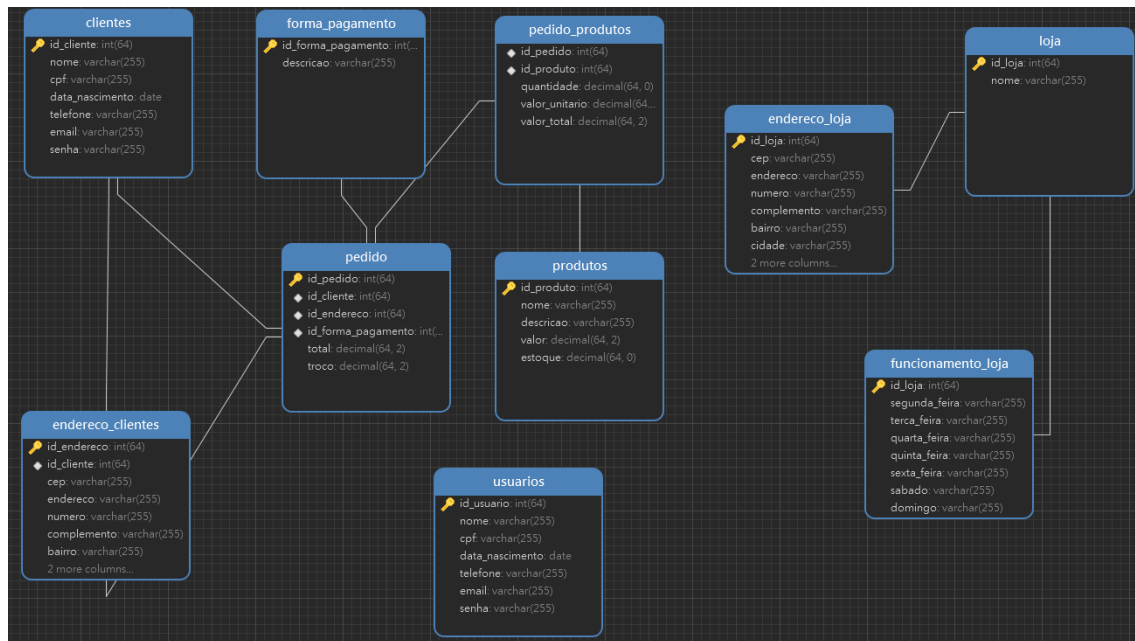 clientes
id_cliente: int(64)
nome: varchar(255)
cpf: varchar(255)
data_nascimento: date
telefone: varchar(255)
email: varchar(255)
senha: varchar(255)
forma_pagamento
id_forma_pagamento: int(...
descricao: varchar(255)
pedido_produtos
id_pedido: int(64)
id_produto: int(64)
quantidade: decimal(64, 0)
valor_unitario: decimal(64...
valor_total: decimal(64, 2)
loja
id_loja: int(64)
nome: varchar(255)
endereco_loja
id_loja: int(64)
cep: varchar(255)
endereco: varchar(255)
numero: varchar(255)
complemento: varchar(255)
bairro: varchar(255)
cidade: varchar(255)
2 more columns...
pedido
id_pedido: int(64)
id_cliente: int(64)
id_endereco: int(64)
id_forma_pagamento: int(...
total: decimal(64, 2)
troco: decimal(64, 2)
produtos
id_produto: int(64)
nome: varchar(255)
descricao: varchar(255)
valor: decimal(64, 2)
estoque: decimal(64, 0)
funcionamento_loja
id_loja: int(64)
segunda_feira: varchar(255)
terca_feira: varchar(255)
quarta_feira: varchar(255)
quinta_feira: varchar(255)
sexta_feira: varchar(255)
sabado: varchar(255)
domingo: varchar(255)
endereco_clientes
id_endereco: int(64)
id_cliente: int(64)
cep: varchar(255)
endereco: varchar(255)
numero: varchar(255)
complemento: varchar(255)
bairro: varchar(255)
2 more columns...
usuarios
id_usuario: int(64)
nome: varchar(255)
cpf: varchar(255)
data_nascimento: date
telefone: varchar(255)
email: varchar(255)
senha: varchar(255)